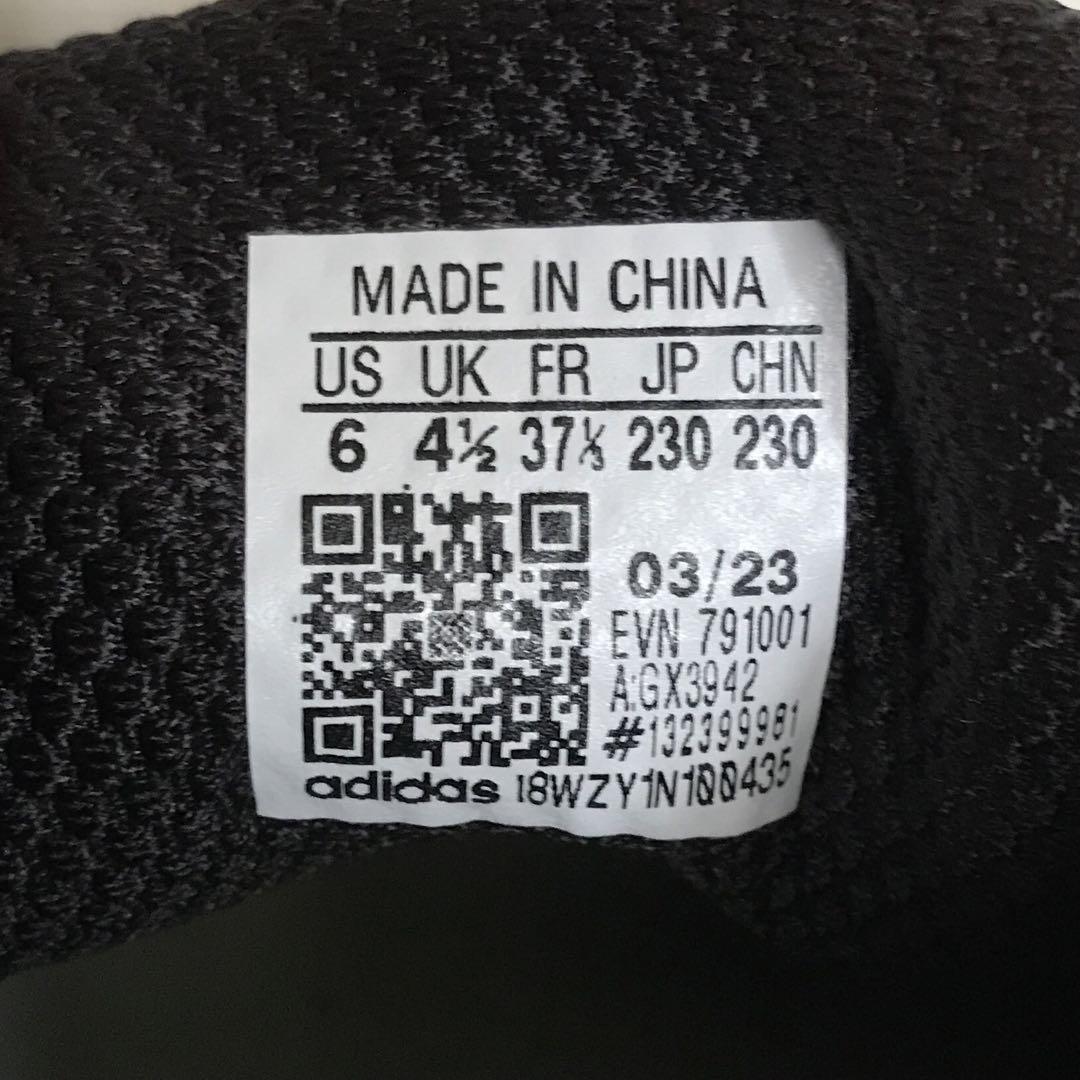 MADE IN CHINA
US UK FR JP CHN
6 4½ 37⅓ 230 230
03/23
EVN 791001
A:GX3942
#132399981
adidas 18WZY1N100435